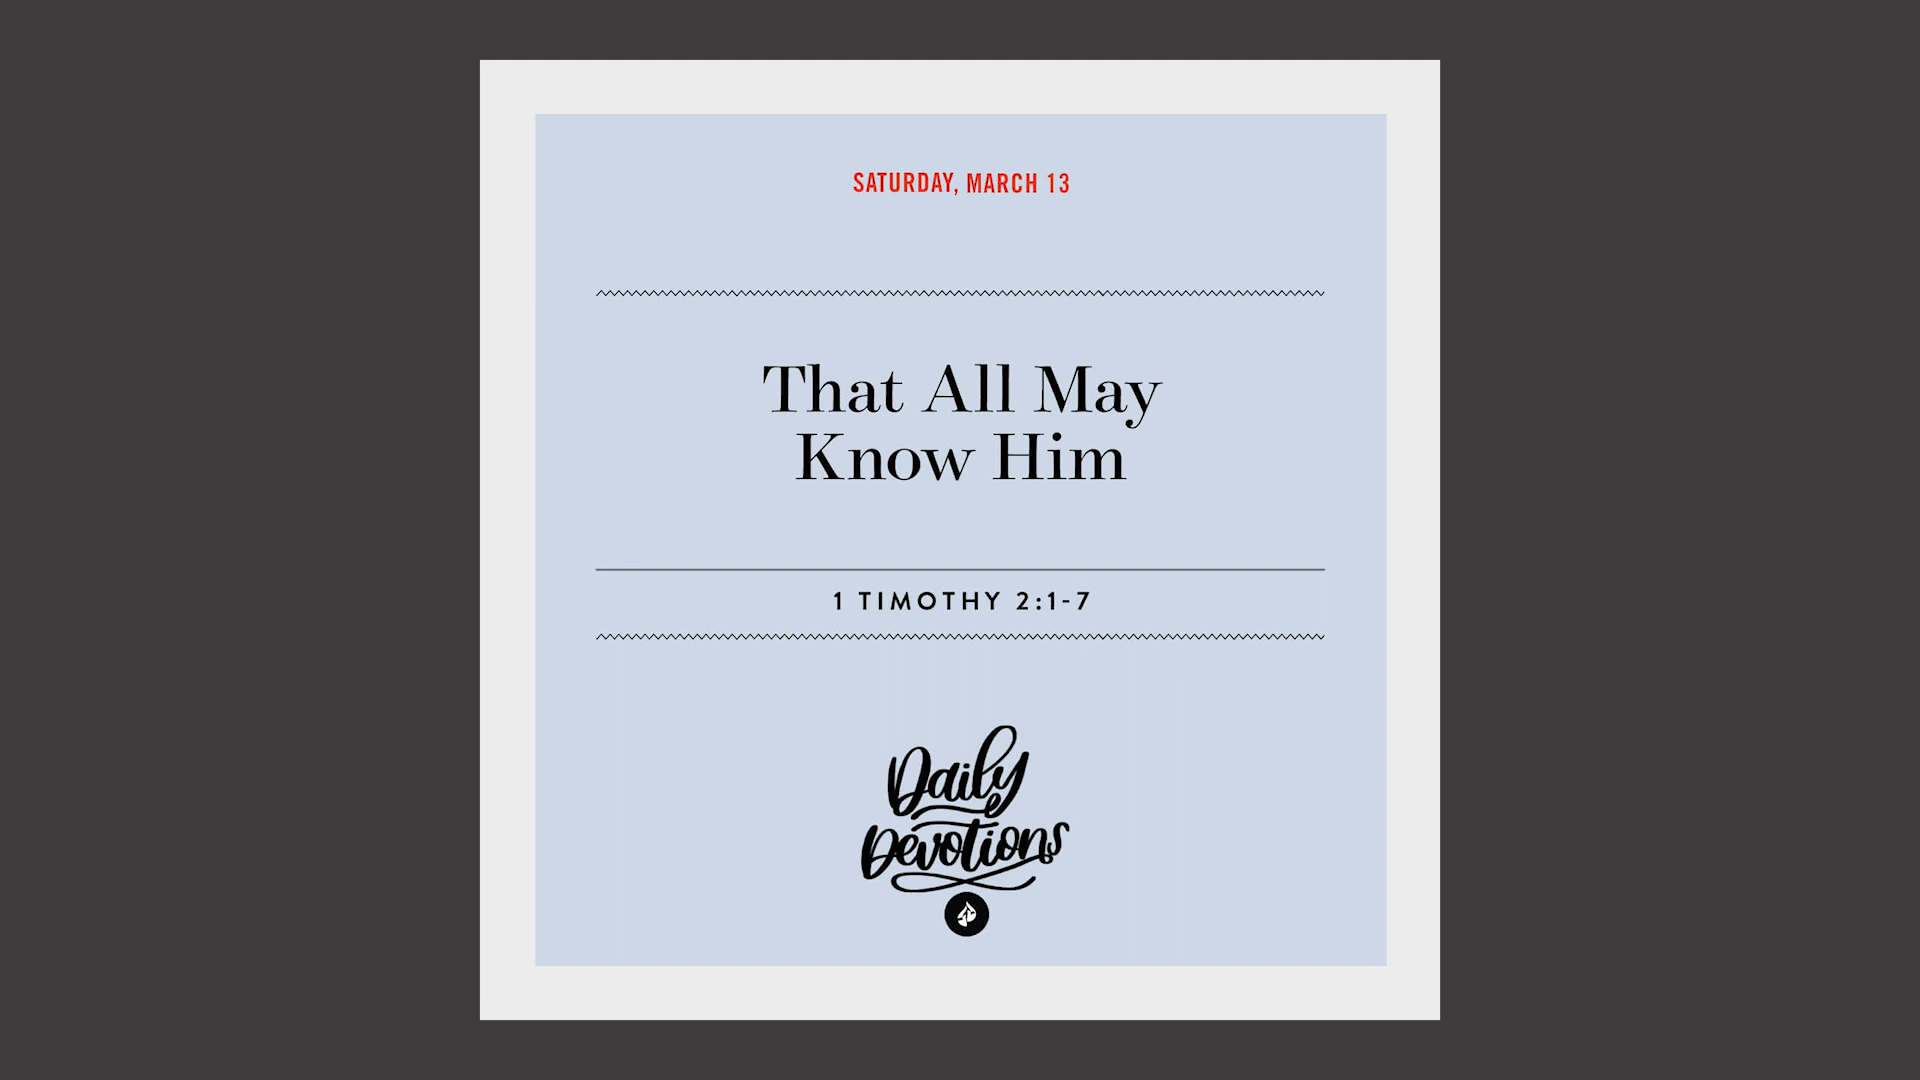 SATURDAY, MARCH 13
That All May
Know Him
1 TIMOTHY 2:1-7
Daily
Devotions